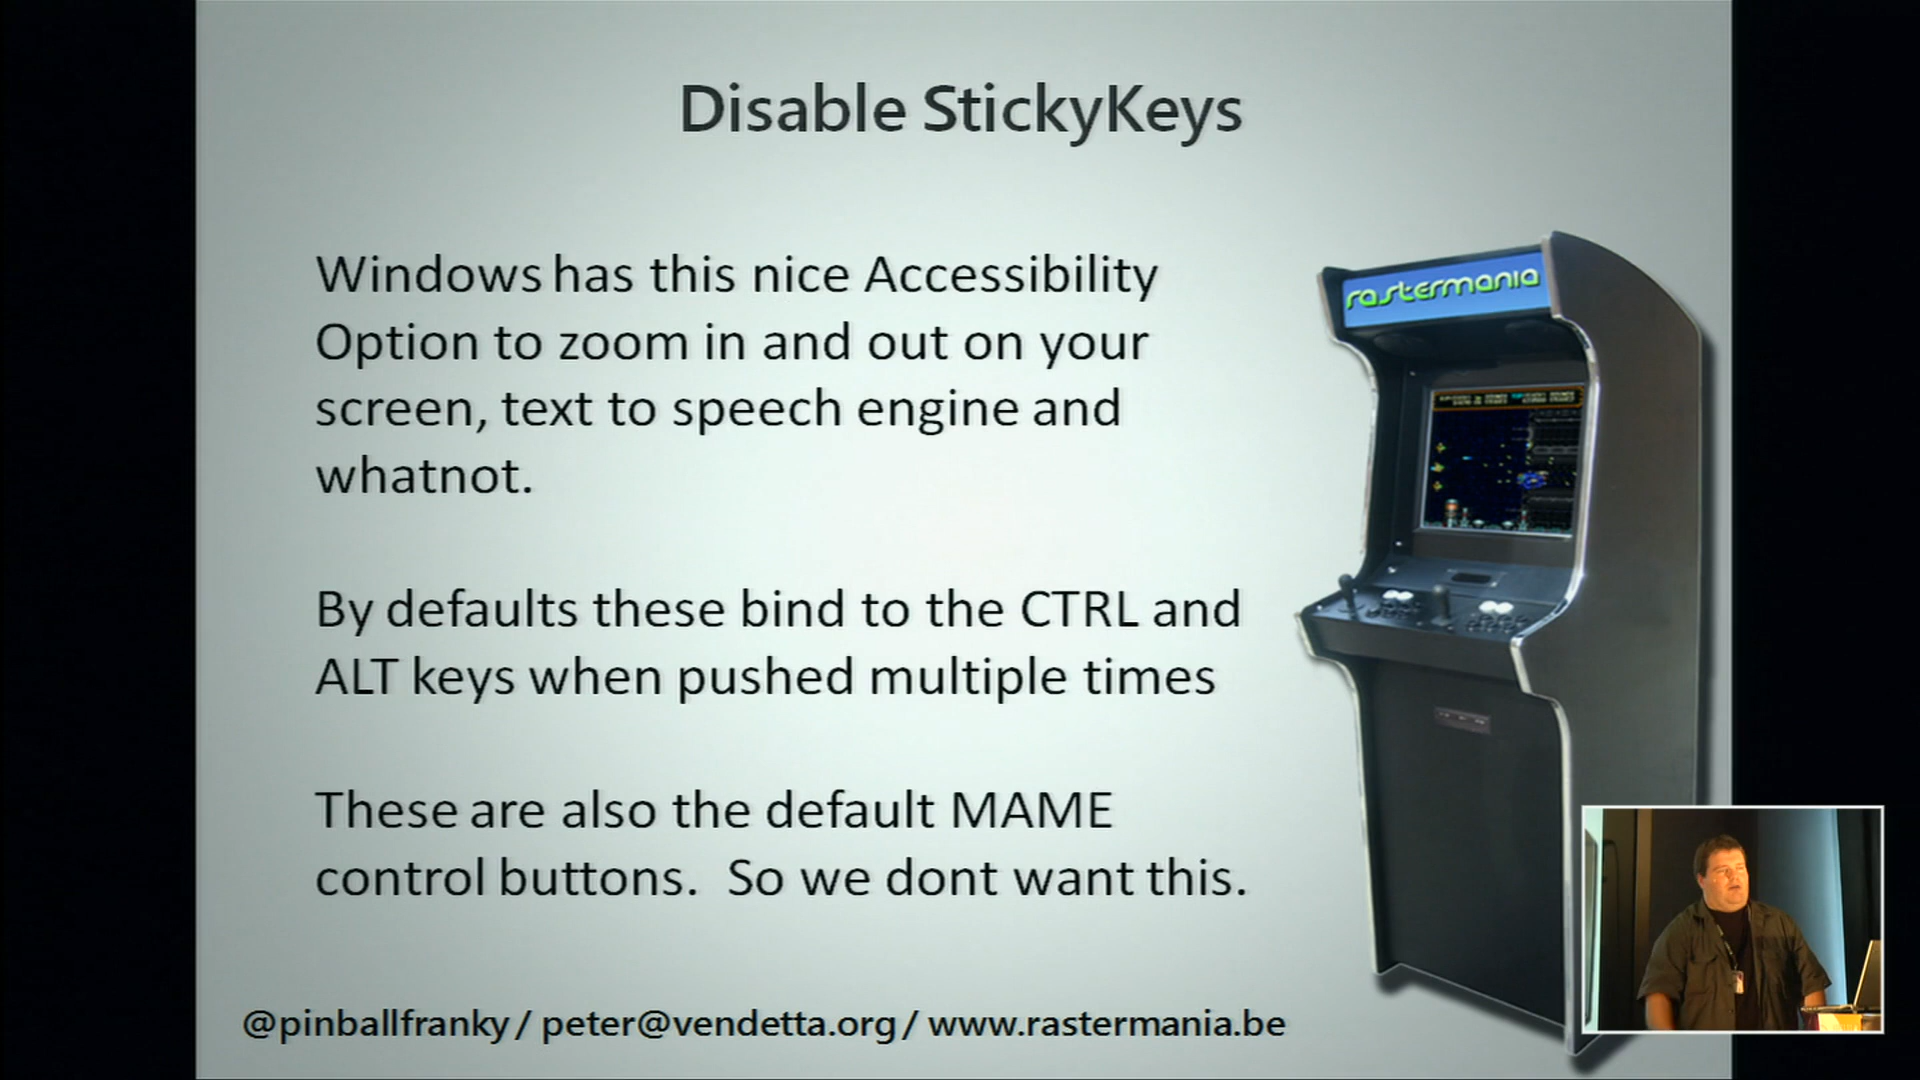 Disable StickyKeys
Windows has this nice Accessibility
Option to zoom in and out on your
screen, text to speech engine and
whatnot.
By defaults these bind to the CTRL and
ALT keys when pushed multiple times
These are also the default MAME
control buttons. So we dont want this.
rastermania
@pinballfranky / peter@vendetta.org / www.rastermania.be